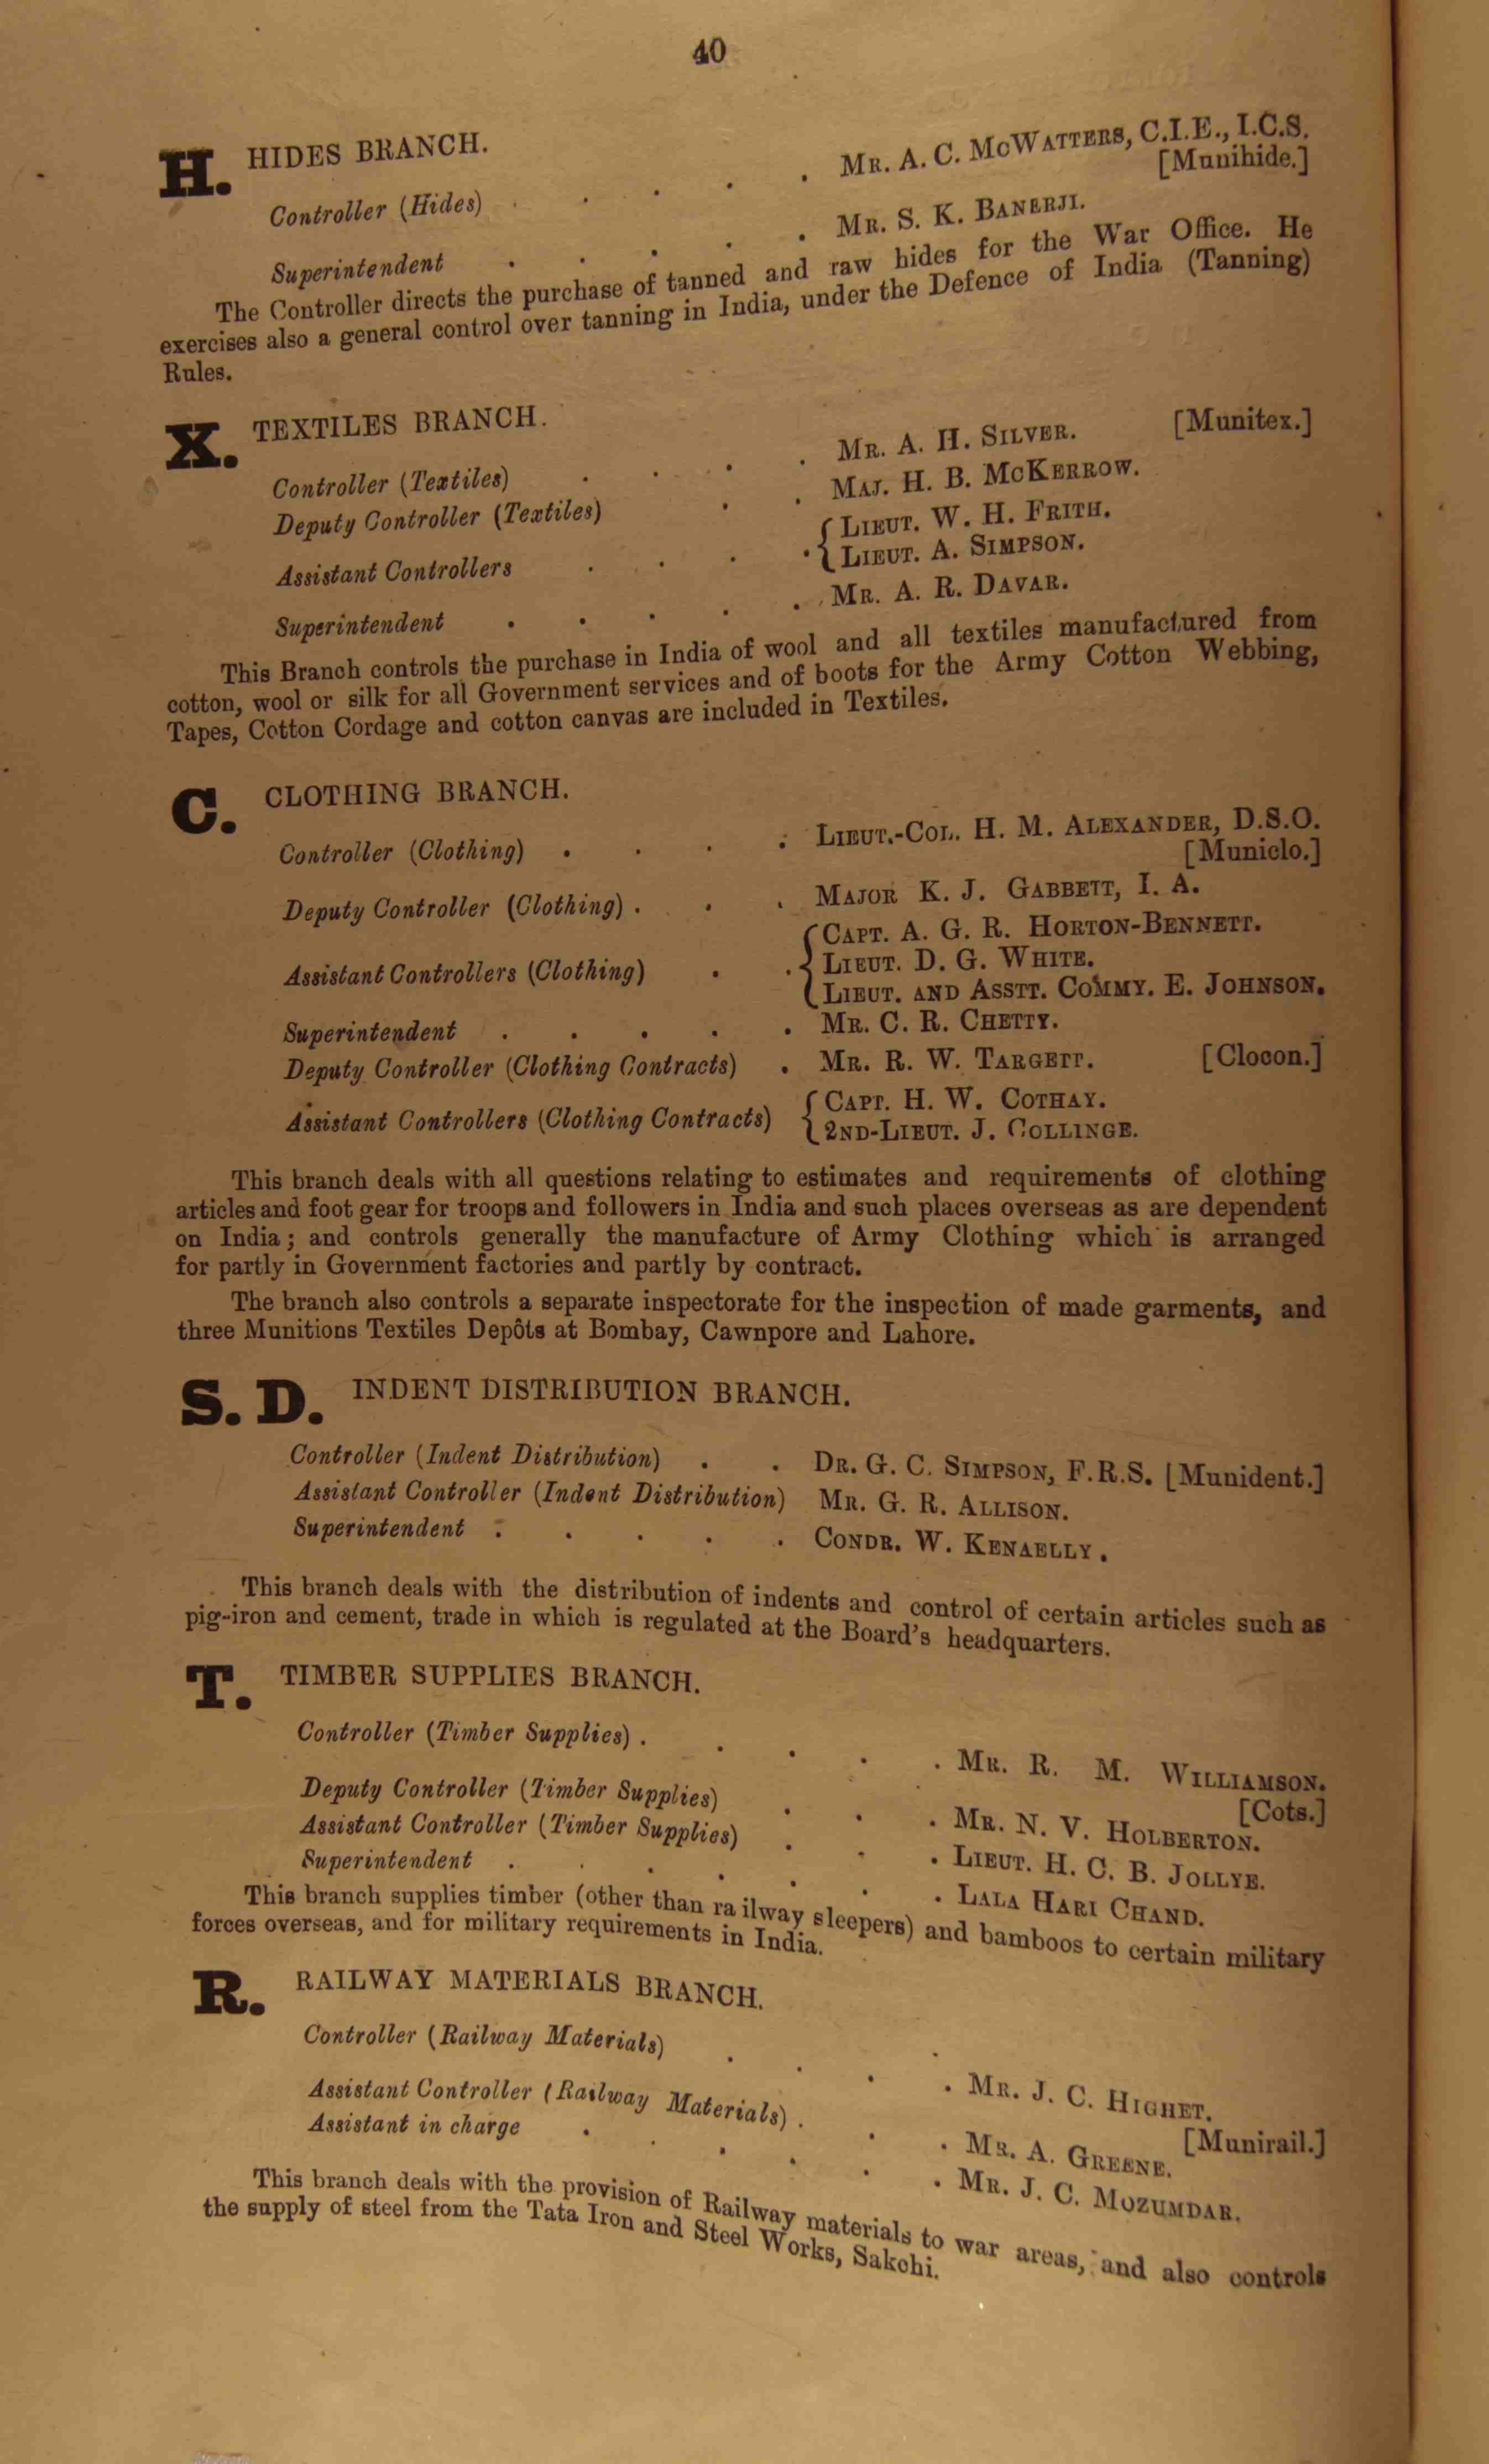 40
H. HIDES BRANCH.
Controller (Hides) . . . . . MR. A. C. MCWATTERS, C.I.E., I.C.S.
[Munihide.]
Superintendent . . . . . MR. S. K. BANERJI.
The Controller directs the purchase of tanned and raw hides for the War Office. He
exercises also a general control over tanning in India, under the Defence of India (Tanning)
Rules.
X. TEXTILES BRANCH.
Controller (Textiles) . . . . MR. A. H. SILVER. [Munitex.]
Deputy Controller (Textiles) . . MAJ. H. B. MCKERROW.
Assistant Controllers . . . . { LIEUT. W. H. FRITH.
LIEUT. A. SIMPSON.
Superintendent . . . . . MR. A. R. DAVAR.
This Branch controls the purchase in India of wool and all textiles manufactured from
cotton, wool or silk for all Government services and of boots for the Army Cotton Webbing,
Tapes, Cotton Cordage and cotton canvas are included in Textiles.
C. CLOTHING BRANCH.
Controller (Clothing) . . . . LIEUT.-COL. H. M. ALEXANDER, D.S.O.
[Municlo.]
Deputy Controller (Clothing) . . . MAJOR K. J. GABBETT, I. A.
Assistant Controllers (Clothing) . . { CAPT. A. G. R. HORTON-BENNETT.
LIEUT. D. G. WHITE.
LIEUT. AND ASSTT. COMMY. E. JOHNSON.
Superintendent . . . . . MR. C. R. CHETTY.
Deputy Controller (Clothing Contracts) . MR. R. W. TARGETT. [Clocon.]
Assistant Controllers (Clothing Contracts) { CAPT. H. W. COTHAY.
2ND-LIEUT. J. COLLINGE.
This branch deals with all questions relating to estimates and requirements of clothing
articles and foot gear for troops and followers in India and such places overseas as are dependent
on India; and controls generally the manufacture of Army Clothing which is arranged
for partly in Government factories and partly by contract.
The branch also controls a separate inspectorate for the inspection of made garments, and
three Munitions Textiles Depôts at Bombay, Cawnpore and Lahore.
S. D. INDENT DISTRIBUTION BRANCH.
Controller (Indent Distribution) . . DR. G. C. SIMPSON, F.R.S. [Munident.]
Assistant Controller (Indent Distribution) MR. G. R. ALLISON.
Superintendent . . . . . CONDR. W. KENAELLY.
This branch deals with the distribution of indents and control of certain articles such as
pig-iron and cement, trade in which is regulated at the Board's headquarters.
T. TIMBER SUPPLIES BRANCH.
Controller (Timber Supplies) . . . . . MR. R. M. WILLIAMSON.
[Cots.]
Deputy Controller (Timber Supplies) . . . MR. N. V. HOLBERTON.
Assistant Controller (Timber Supplies) . . . LIEUT. H. C. B. JOLLYE.
Superintendent . . . . . . . LALA HARI CHAND.
This branch supplies timber (other than railway sleepers) and bamboos to certain military
forces overseas, and for military requirements in India.
R. RAILWAY MATERIALS BRANCH.
Controller (Railway Materials) . . . . MR. J. C. HIGHET.
[Munirail.]
Assistant Controller (Railway Materials) . . . MR. A. GREENE.
Assistant in charge . . . . . . MR. J. C. MOZUMDAR.
This branch deals with the provision of Railway materials to war areas, and also controls
the supply of steel from the Tata Iron and Steel Works, Sakchi.